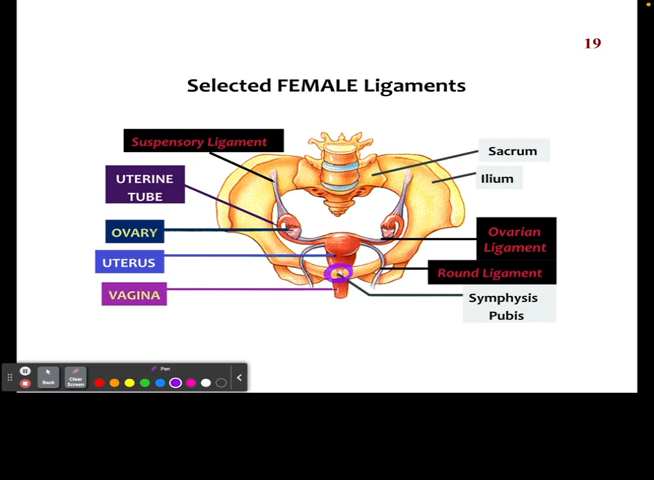 19
Selected FEMALE Ligaments
Suspensory Ligament
Sacrum
UTERINE
TUBE
Ilium
OVARY
Ovarian
Ligament
UTERUS
Round Ligament
VAGINA
Symphysis
Pubis
Pen
Back
Clear
Screen